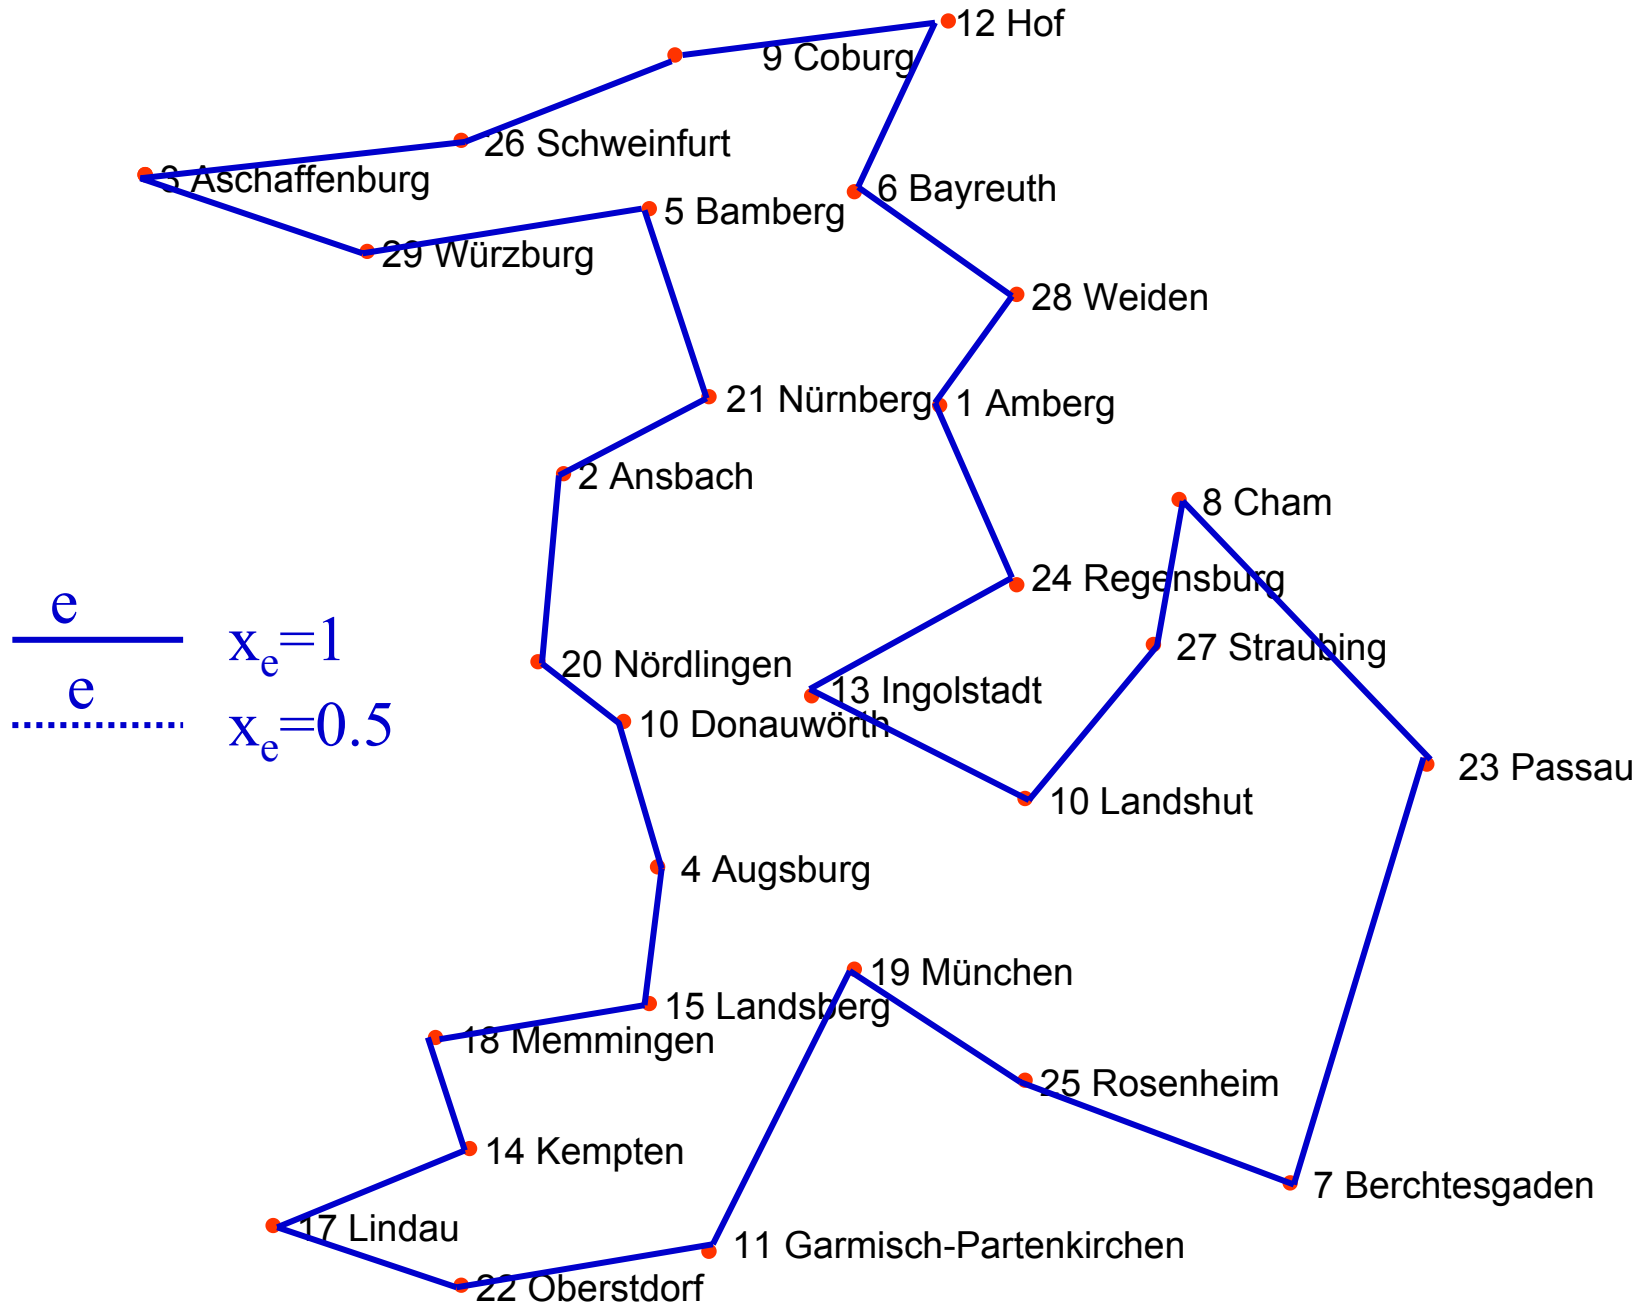 12 Hof
9 Coburg
26 Schweinfurt
3 Aschaffenburg
6 Bayreuth
5 Bamberg
29 Würzburg
28 Weiden
21 Nürnberg
1 Amberg
2 Ansbach
8 Cham
24 Regensburg
e
x_e=1
27 Straubing
20 Nördlingen
e
13 Ingolstadt
10 Donauwörth
x_e=0.5
23 Passau
10 Landshut
4 Augsburg
19 München
15 Landsberg
18 Memmingen
25 Rosenheim
14 Kempten
7 Berchtesgaden
17 Lindau
11 Garmisch-Partenkirchen
22 Oberstdorf